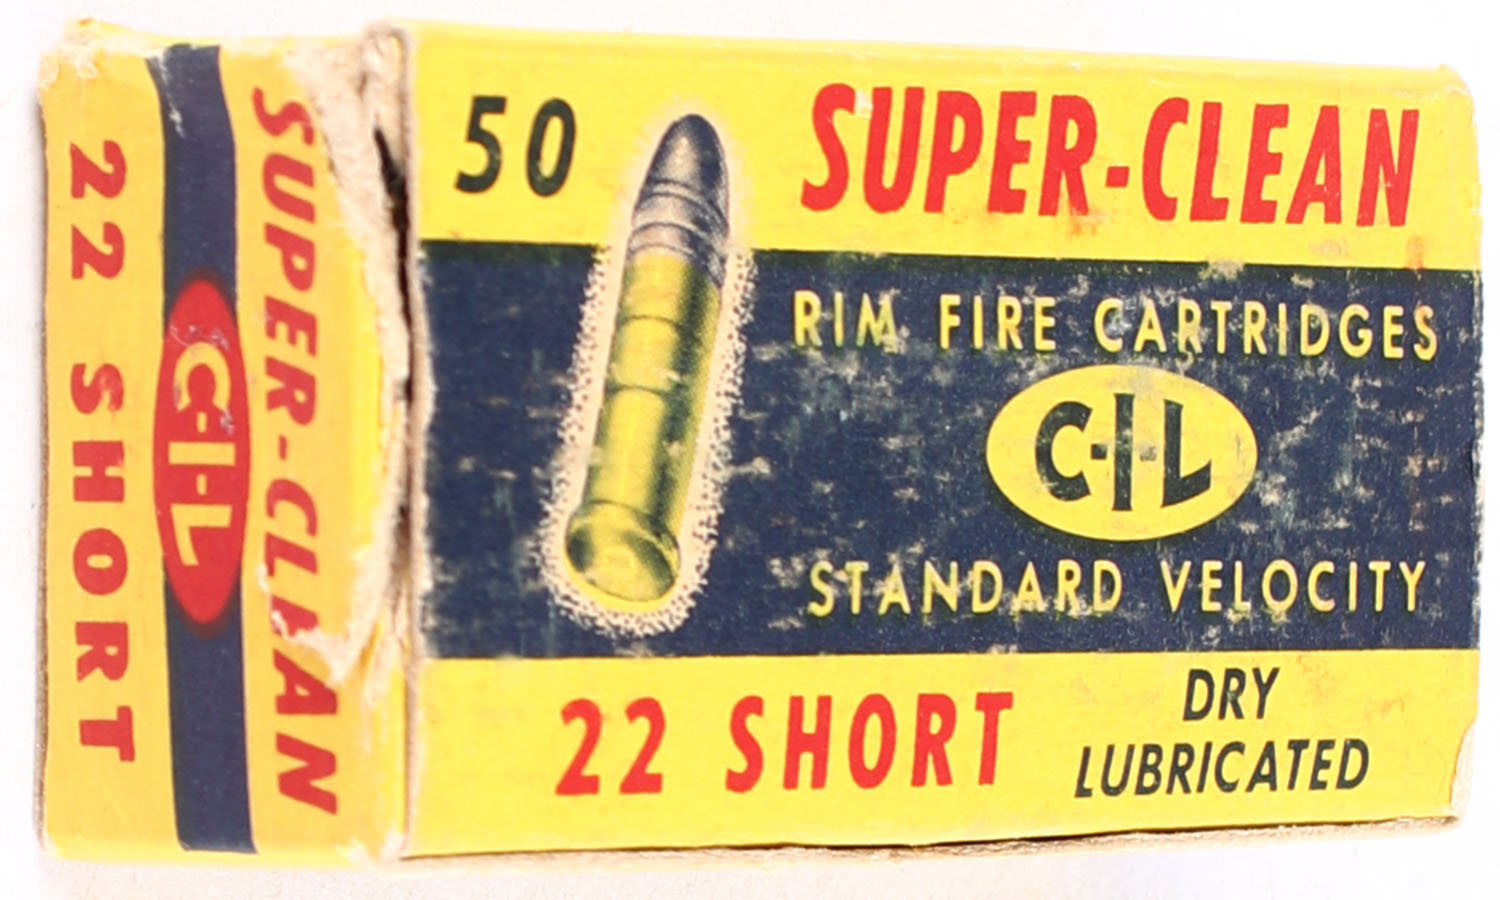 50
SUPER-CLEAN
RIM FIRE CARTRIDGES
C-I-L
STANDARD VELOCITY
22 SHORT
DRY
LUBRICATED
SUPER-CLEAN
C-I-L
22 SHORT